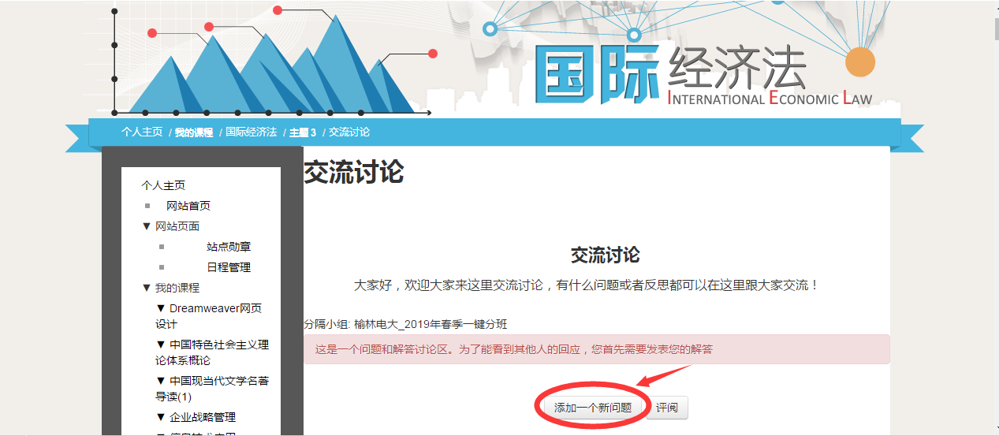 国际经济法
INTERNATIONAL ECONOMIC LAW
个人主页 / 我的课程 / 国际经济法 / 主题 3 / 交流讨论
个人主页
网站首页
▼ 网站页面
站点勋章
日程管理
▼ 我的课程
▼ Dreamweaver网页
设计
▼ 中国特色社会主义理
论体系概论
▼ 中国现当代文学名著
导读(1)
▼ 企业战略管理
交流讨论
交流讨论
大家好，欢迎大家来这里交流讨论，有什么问题或者反思都可以在这里跟大家交流！
分隔小组: 榆林电大_2019年春季一键分班
这是一个问题和解答讨论区。为了能看到其他人的回应，您首先需要发表您的解答
添加一个新问题 评阅